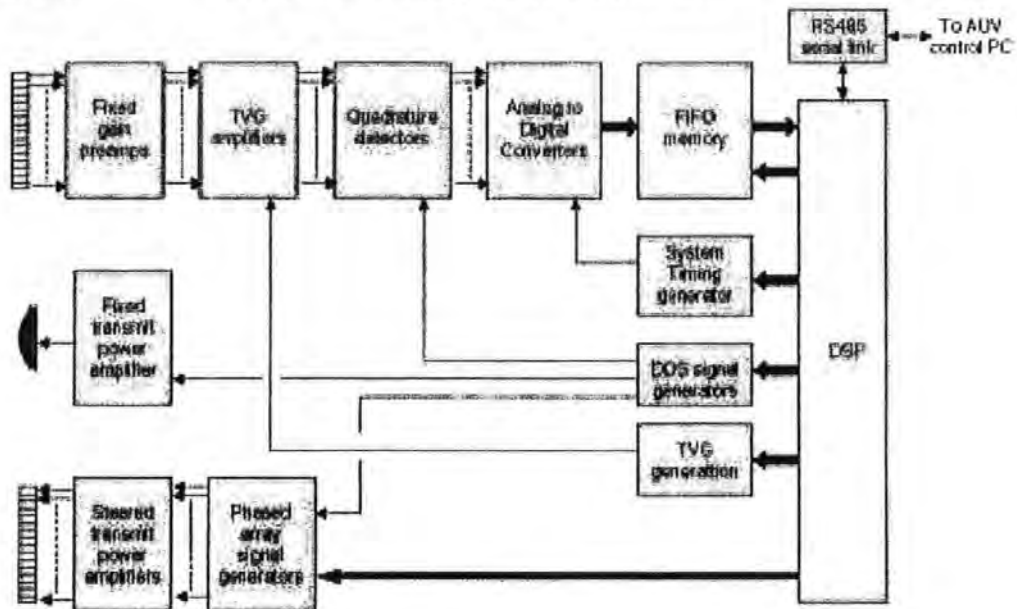 RS485
serial link
To AUV
control PC
Fixed
gain
preamps
TVG
amplifiers
Quadrature
detectors
Analog to
Digital
Converters
FIFO
memory
System
Timing
generator
Fixed
transmit
power
amplifier
DDS signal
generators
DSP
TVG
generation
Steered
transmit
power
amplifiers
Phased
array
signal
generators